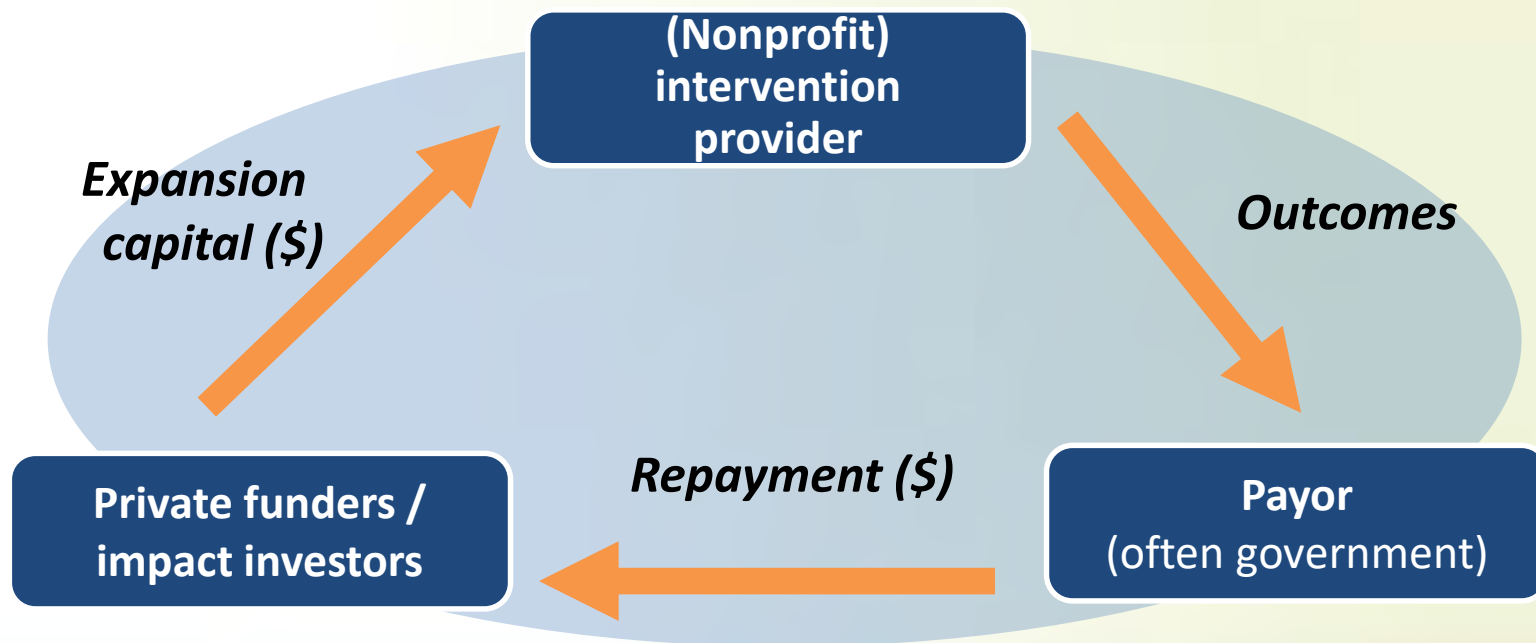 (Nonprofit)
intervention
provider
Expansion
capital ($)
Outcomes
Repayment ($)
Private funders /
impact investors
Payor
(often government)